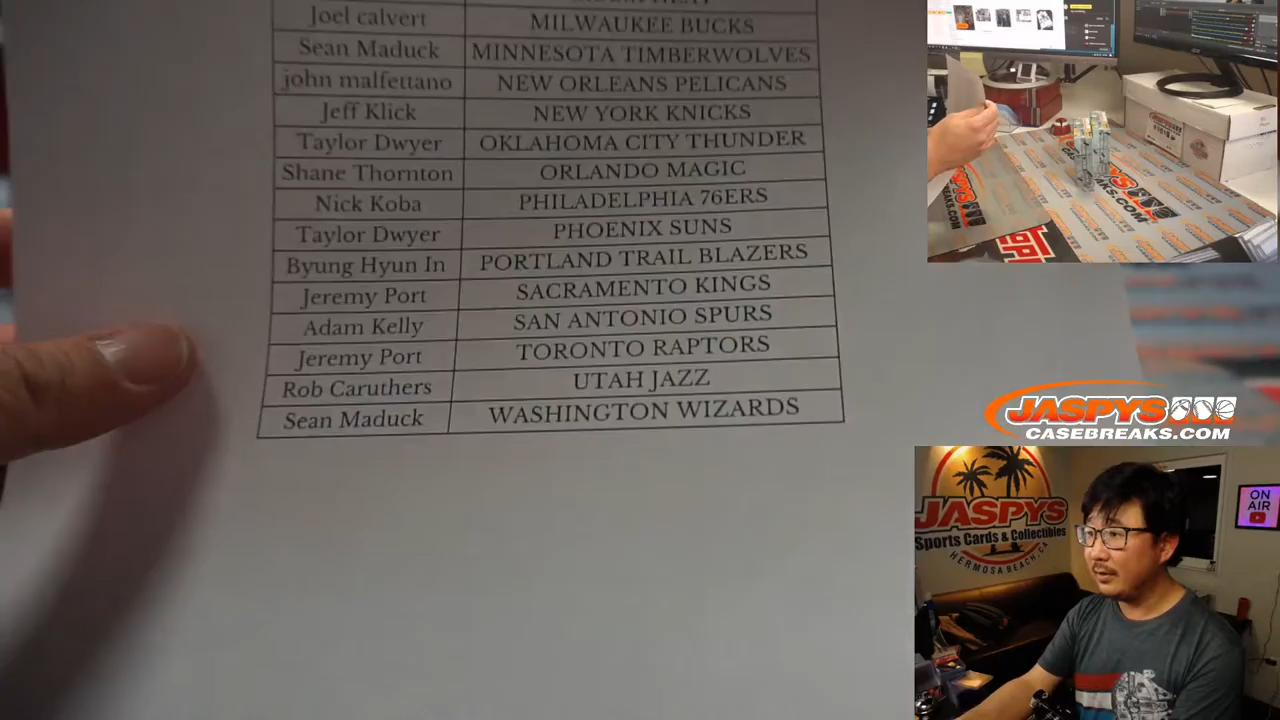 Joel calvert MILWAUKEE BUCKS
Sean Maduck MINNESOTA TIMBERWOLVES
john malfettano NEW ORLEANS PELICANS
Jeff Klick NEW YORK KNICKS
Taylor Dwyer OKLAHOMA CITY THUNDER
Shane Thornton ORLANDO MAGIC
Nick Koba PHILADELPHIA 76ERS
Taylor Dwyer PHOENIX SUNS
Byung Hyun In PORTLAND TRAIL BLAZERS
Jeremy Port SACRAMENTO KINGS
Adam Kelly SAN ANTONIO SPURS
Jeremy Port TORONTO RAPTORS
Rob Caruthers UTAH JAZZ
Sean Maduck WASHINGTON WIZARDS
JASPYS
CASEBREAKS.COM
JASPYS
Sports Cards & Collectibles
HERMOSA BEACH, CA
ON
AIR